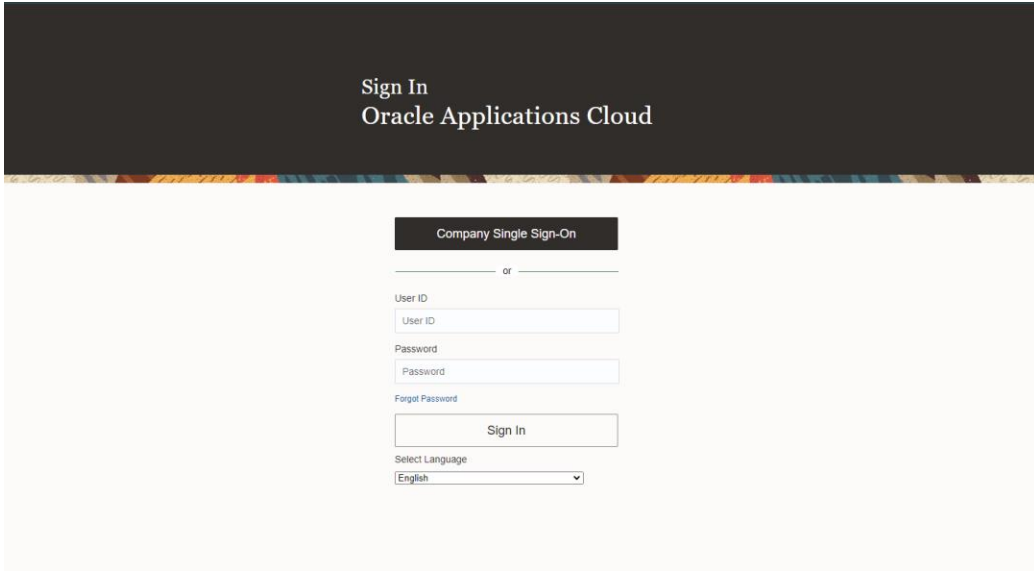 Sign In
Oracle Applications Cloud
Company Single Sign-On
or
User ID
User ID
Password
Password
Forgot Password
Sign In
Select Language
English